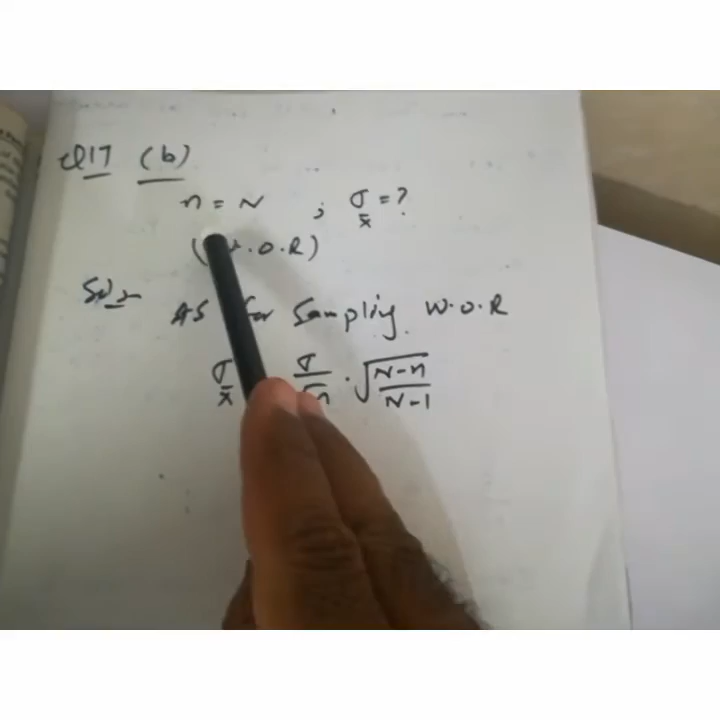 Q17 (b)
n = N ; σx̄ = ?
W.O.R)
Sol:-
As for Sampling W.O.R
σx̄ σ/√n · √(N-n/N-1)